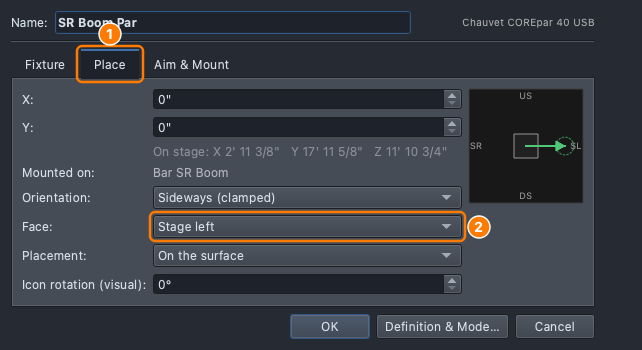 Name: SR Boom Par Chauvet COREpar 40 USB
1
Fixture Place Aim & Mount
X: 0"
Y: 0"
On stage: X 2' 11 3/8" Y 17' 11 5/8" Z 11' 10 3/4"
Mounted on: Bar SR Boom
Orientation: Sideways (clamped)
Face: Stage left 2
Placement: On the surface
Icon rotation (visual): 0°
US
SR SL
DS
OK Definition & Mode... Cancel